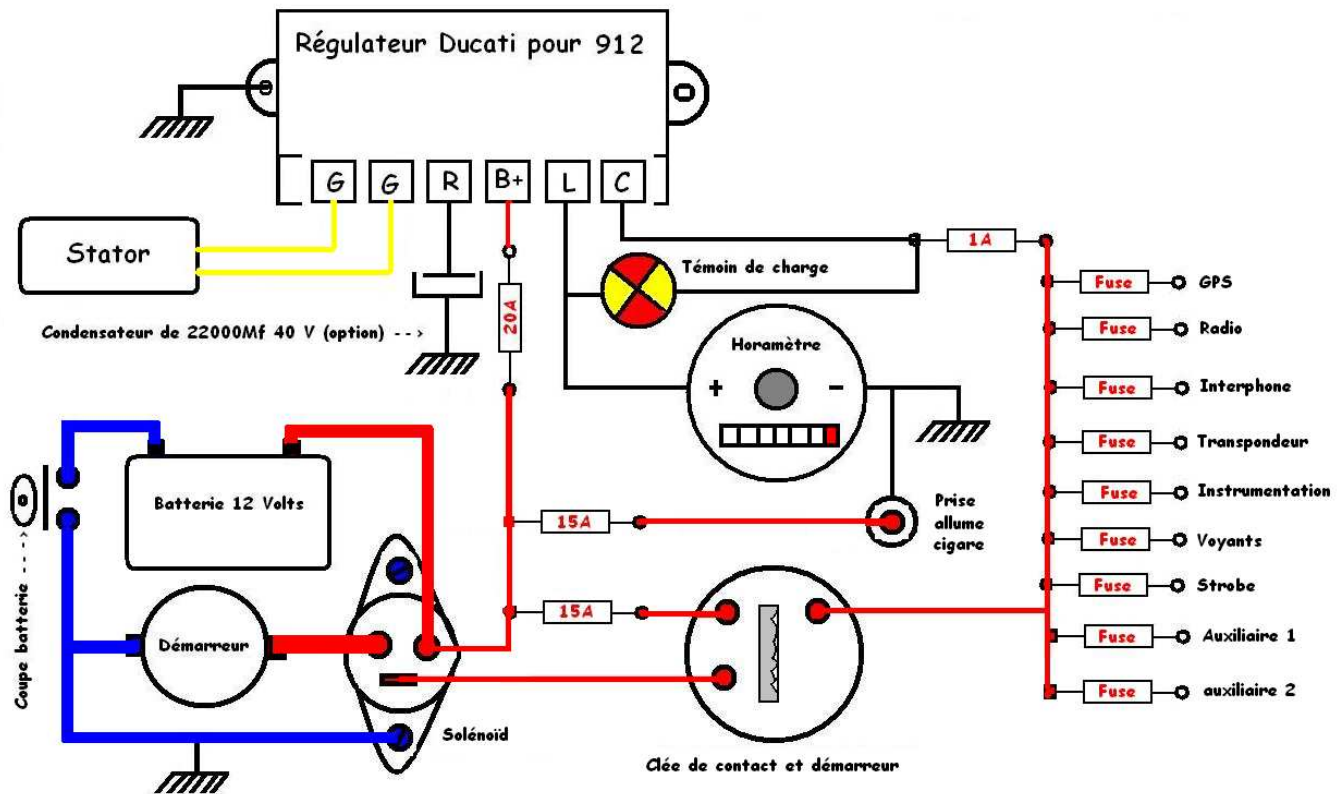 Régulateur Ducati pour 912
G G R B+ L C
Stator
1A
Témoin de charge
GPS
Fuse
Radio
Fuse
Condensateur de 22000Mf 40 V (option) -->
20A
Horamètre
+ -
Interphone
Fuse
Transpondeur
Fuse
Batterie 12 Volts
Instrumentation
Fuse
15A
Prise
allume
cigare
Voyants
Fuse
Coupe batterie ---->
Strobe
Fuse
15A
Démarreur
Auxiliaire 1
Fuse
auxiliaire 2
Fuse
Solénoïd
Clée de contact et démarreur